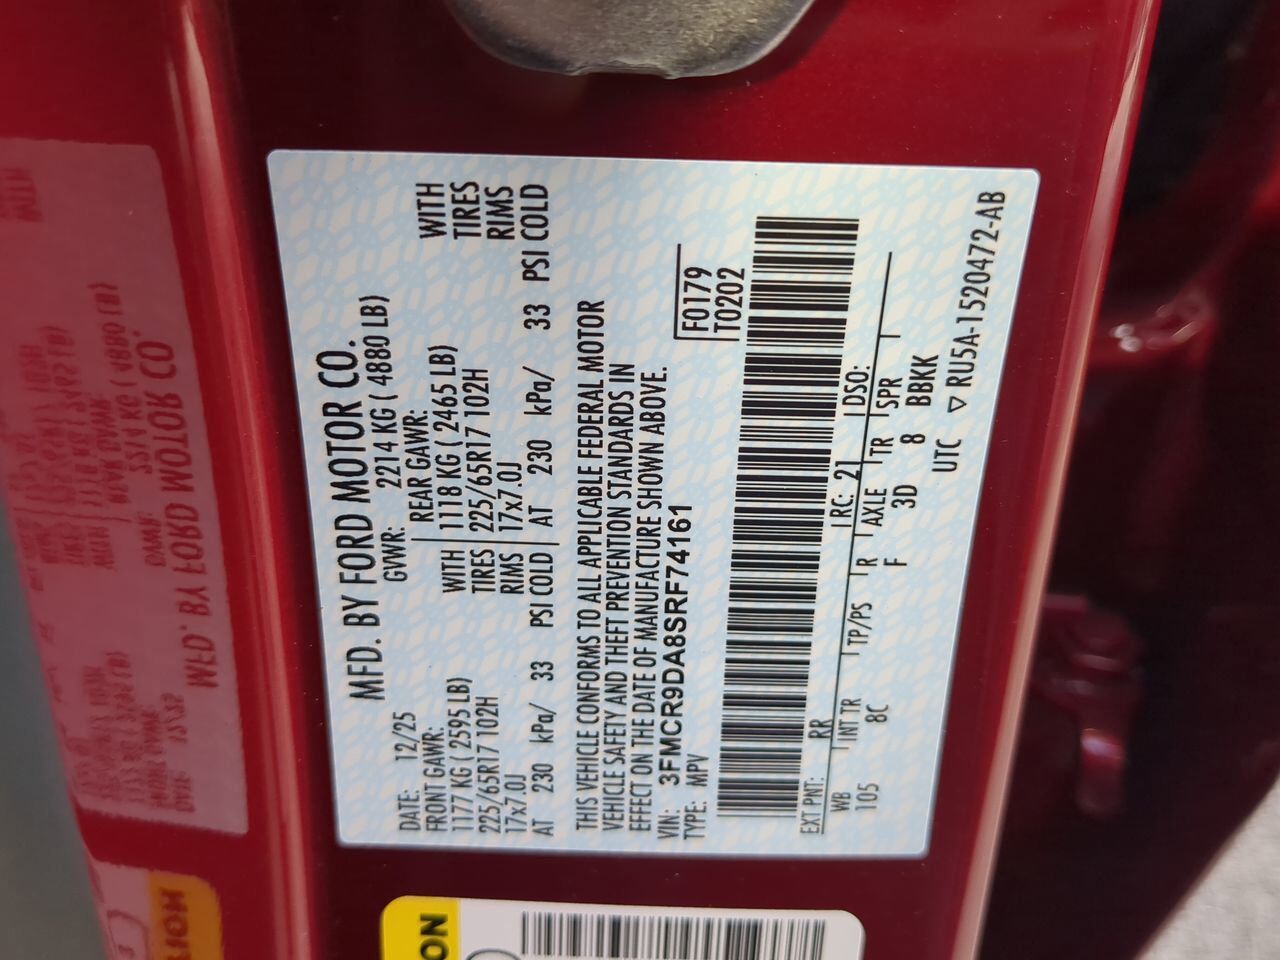 MFD. BY FORD MOTOR CO.
DATE: 12/25 GVWR: 2214 KG ( 4880 LB)
FRONT GAWR: REAR GAWR:
1177 KG ( 2595 LB) WITH 1118 KG ( 2465 LB) WITH
225/65R17 102H TIRES 225/65R17 102H TIRES
17x7.0J RIMS 17x7.0J RIMS
AT 230 kPa/ 33 PSI COLD AT 230 kPa/ 33 PSI COLD
THIS VEHICLE CONFORMS TO ALL APPLICABLE FEDERAL MOTOR
VEHICLE SAFETY AND THEFT PREVENTION STANDARDS IN
EFFECT ON THE DATE OF MANUFACTURE SHOWN ABOVE.
VIN: 3FMCR9DA8SRF74161 F0179
TYPE: MPV T0202
EXT PNT: RR RC: 21 DSO:
WB INT TR TP/PS R AXLE TR SPR
105 8C F 3D 8 BBKK
UTC ▽ RU5A-1520472-AB
ON